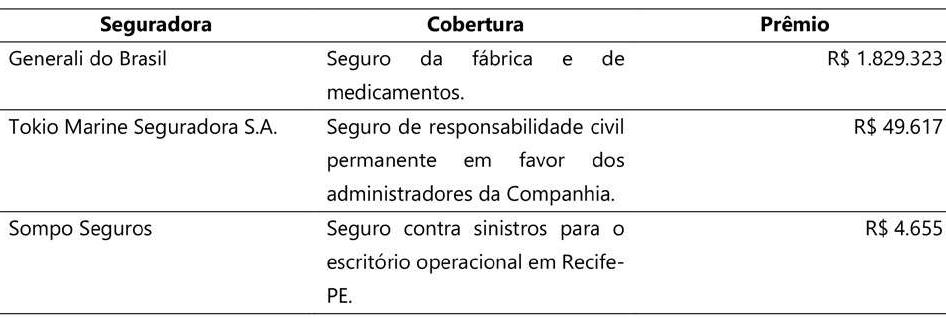 Seguradora Cobertura Prêmio
Generali do Brasil Seguro da fábrica e de R$ 1.829.323
medicamentos.
Tokio Marine Seguradora S.A. Seguro de responsabilidade civil R$ 49.617
permanente em favor dos
administradores da Companhia.
Sompo Seguros Seguro contra sinistros para o R$ 4.655
escritório operacional em Recife-
PE.